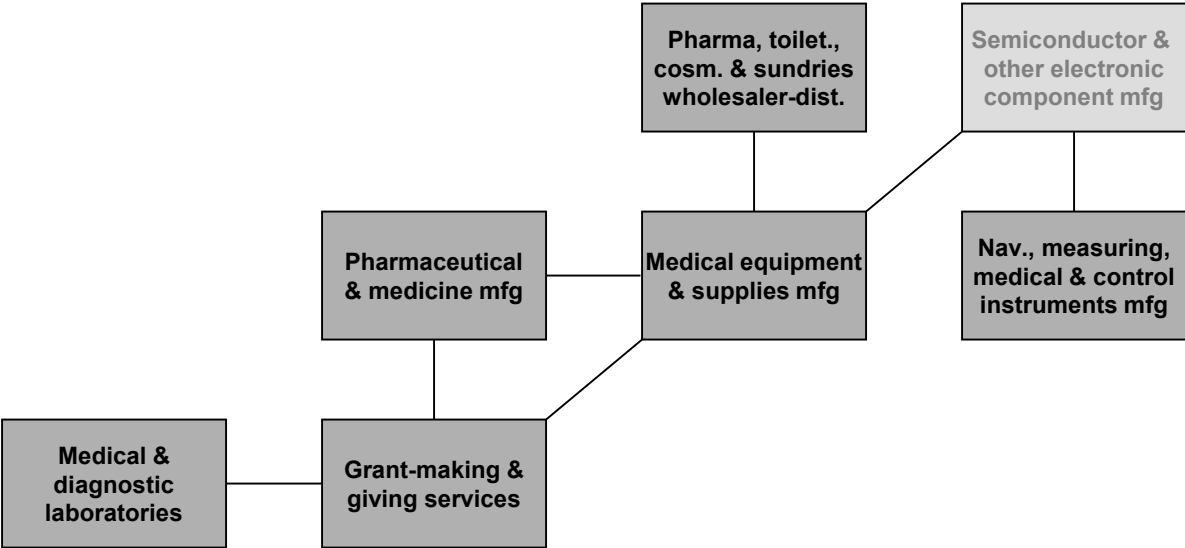 Pharma, toilet.,
cosm. & sundries
wholesaler-dist.
Semiconductor &
other electronic
component mfg
Pharmaceutical
& medicine mfg
Medical equipment
& supplies mfg
Nav., measuring,
medical & control
instruments mfg
Medical &
diagnostic
laboratories
Grant-making &
giving services